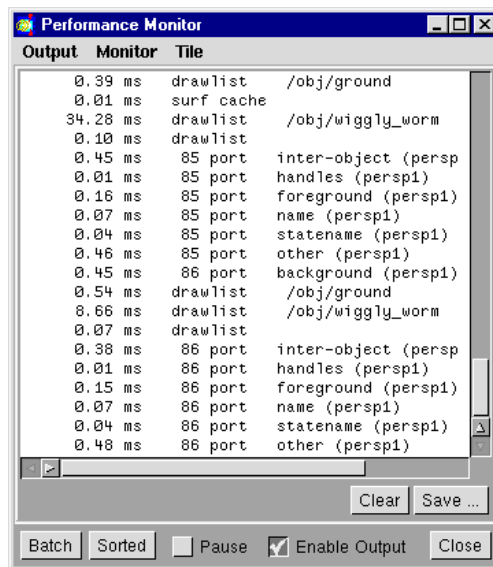 Performance Monitor
Output Monitor Tile
0.39 ms drawlist /obj/ground
0.01 ms surf cache
34.28 ms drawlist /obj/wiggly_worm
0.10 ms drawlist
0.45 ms 85 port inter-object (persp
0.01 ms 85 port handles (persp1)
0.16 ms 85 port foreground (persp1)
0.07 ms 85 port name (persp1)
0.04 ms 85 port statename (persp1)
0.46 ms 85 port other (persp1)
0.45 ms 86 port background (persp1)
0.54 ms drawlist /obj/ground
8.66 ms drawlist /obj/wiggly_worm
0.07 ms drawlist
0.38 ms 86 port inter-object (persp
0.01 ms 86 port handles (persp1)
0.15 ms 86 port foreground (persp1)
0.07 ms 86 port name (persp1)
0.04 ms 86 port statename (persp1)
0.48 ms 86 port other (persp1)
Clear Save ...
Batch Sorted Pause Enable Output Close